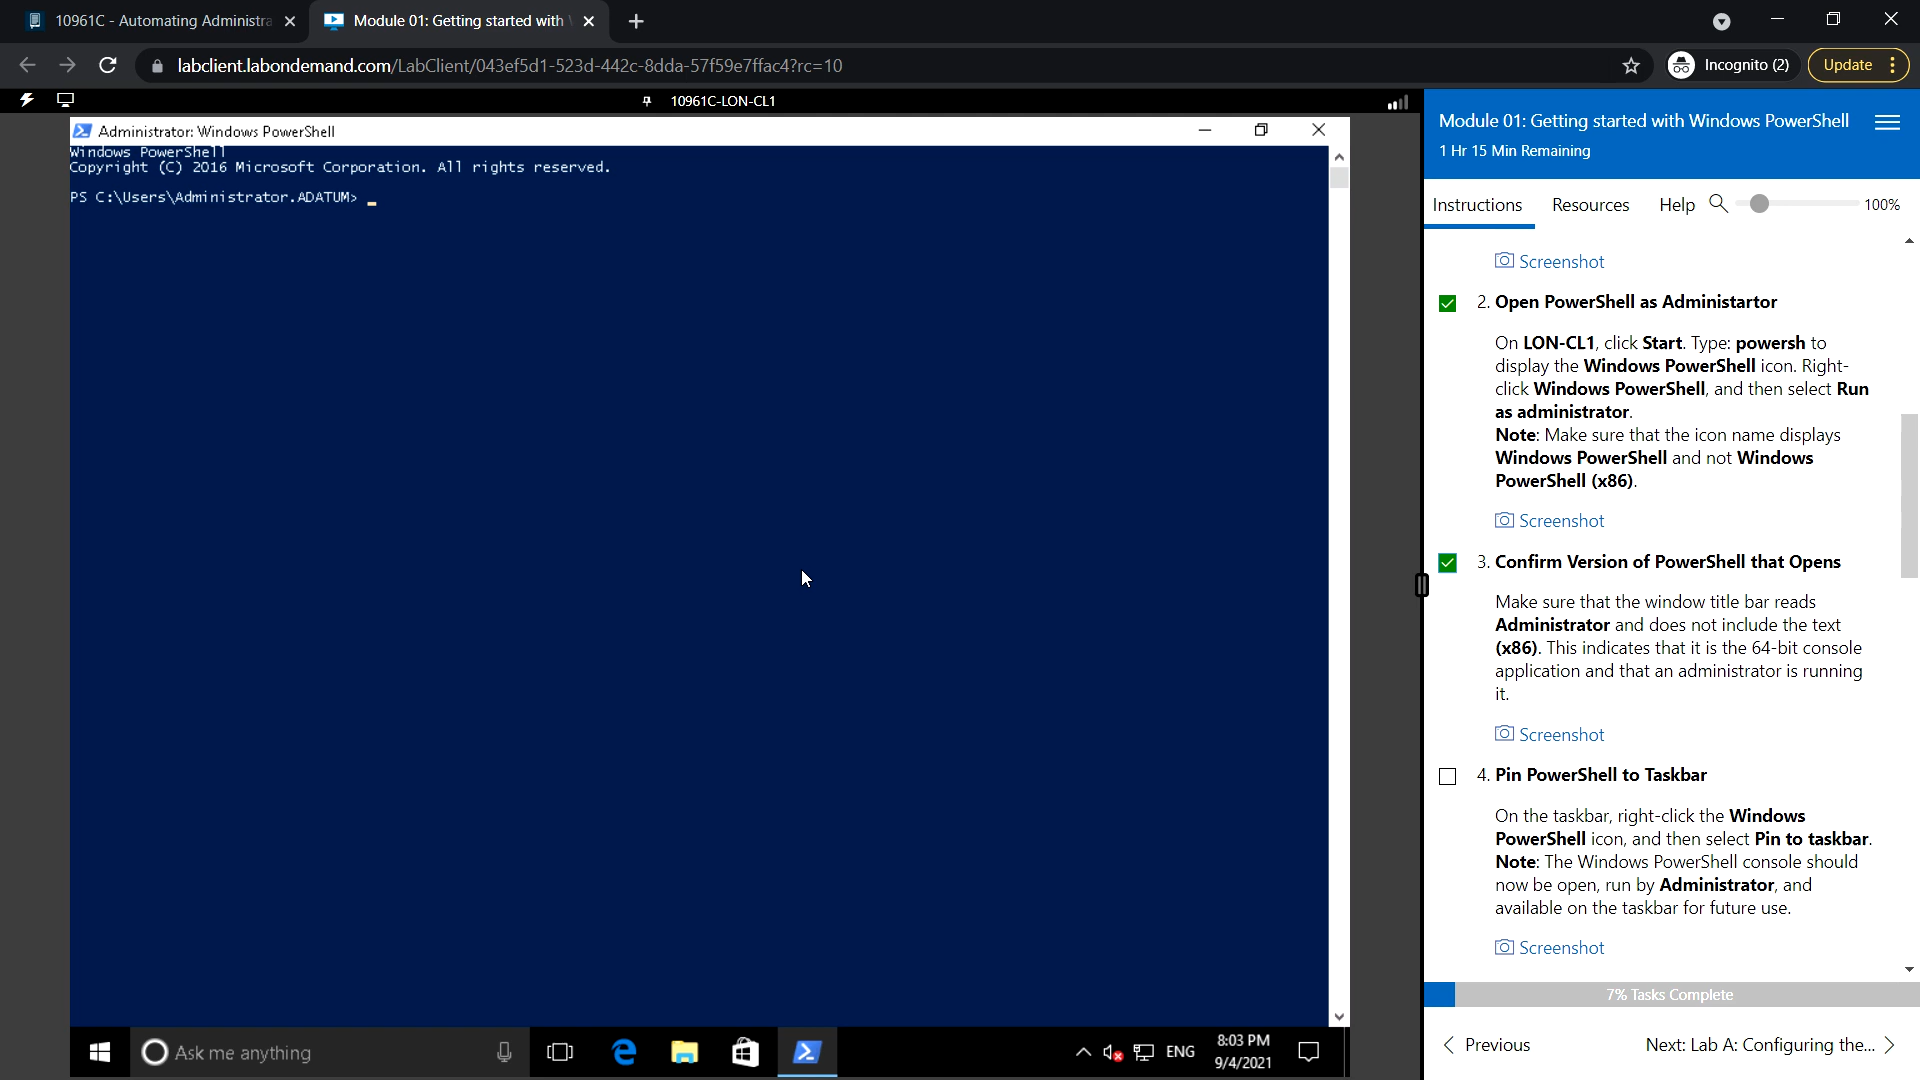 10961C - Automating Administra
Module 01: Getting started with
labclient.labondemand.com/LabClient/043ef5d1-523d-442c-8dda-57f59e7ffac4?rc=10
Incognito (2)
Update
10961C-LON-CL1
Administrator: Windows PowerShell
Windows PowerShell
Copyright (C) 2016 Microsoft Corporation. All rights reserved.
PS C:\Users\Administrator.ADATUM> _
Ask me anything
ENG
8:03 PM
9/4/2021
Module 01: Getting started with Windows PowerShell
1 Hr 15 Min Remaining
Instructions Resources Help 100%
Screenshot
2. Open PowerShell as Administartor
On LON-CL1, click Start. Type: powersh to
display the Windows PowerShell icon. Right-
click Windows PowerShell, and then select Run
as administrator.
Note: Make sure that the icon name displays
Windows PowerShell and not Windows
PowerShell (x86).
Screenshot
3. Confirm Version of PowerShell that Opens
Make sure that the window title bar reads
Administrator and does not include the text
(x86). This indicates that it is the 64-bit console
application and that an administrator is running
it.
Screenshot
4. Pin PowerShell to Taskbar
On the taskbar, right-click the Windows
PowerShell icon, and then select Pin to taskbar.
Note: The Windows PowerShell console should
now be open, run by Administrator, and
available on the taskbar for future use.
Screenshot
7% Tasks Complete
Previous
Next: Lab A: Configuring the...